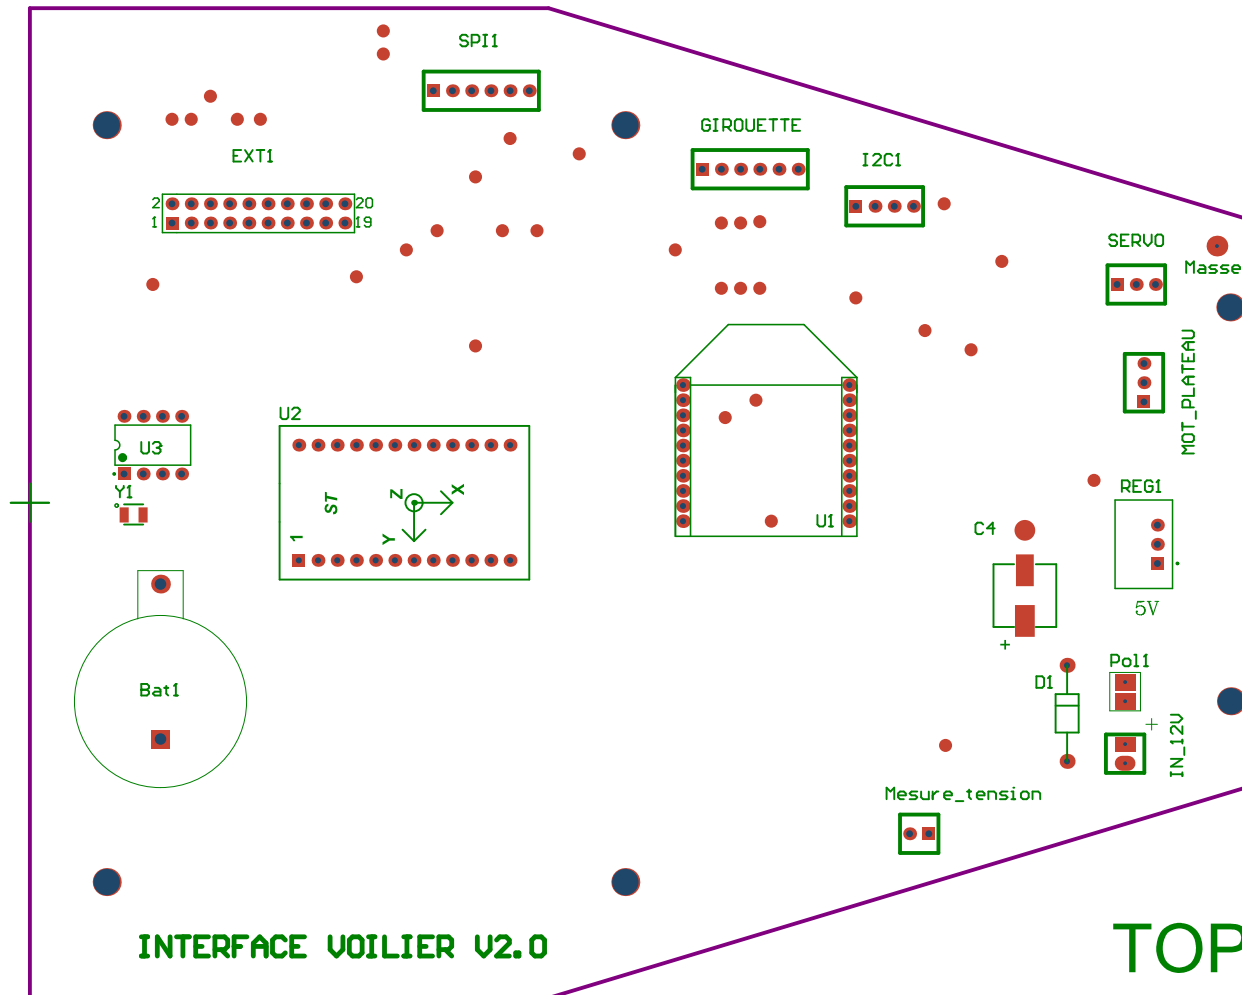 SPI1
GIROUETTE
EXT1
I2C1
2
20
1
19
SERVO
Masse
MOT_PLATEAU
U2
U3
Y1
ST
Z
X
Y
1
U1
REG1
C4
5V
+
Pol1
D1
Bat1
+
IN_12V
Mesure_tension
INTERFACE VOILIER V2.0
TOP